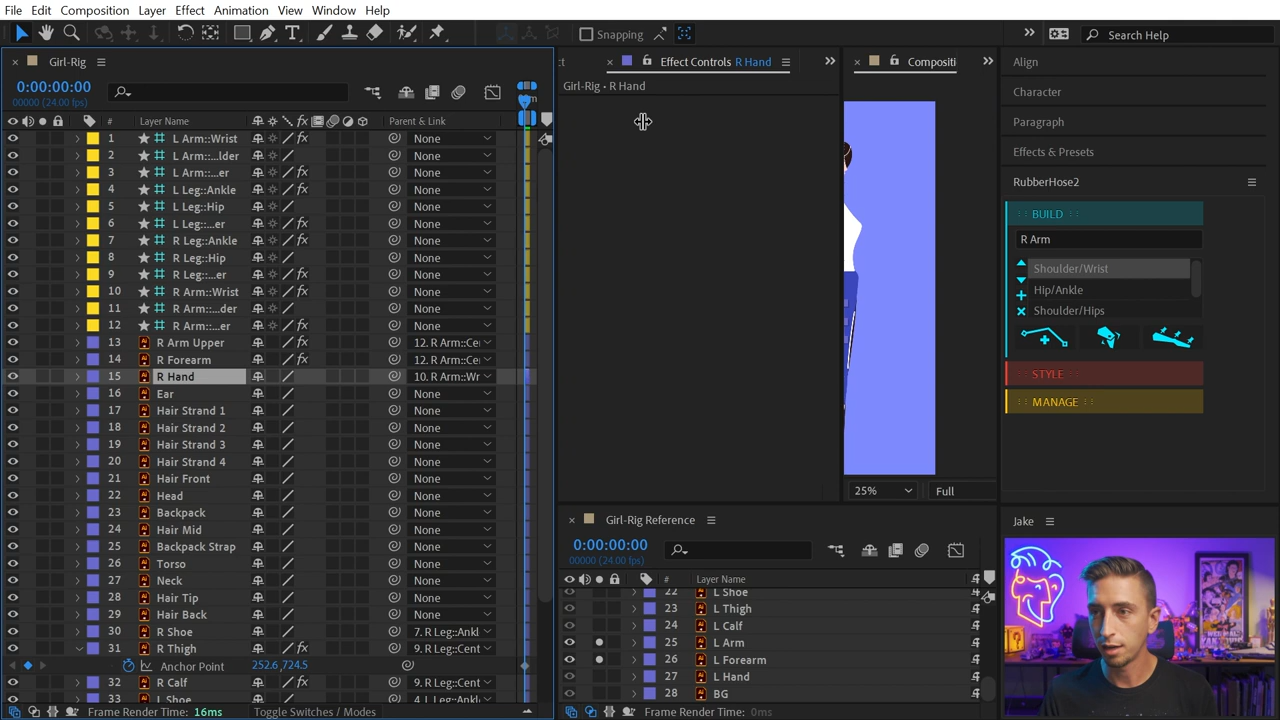 File Edit Composition Layer Effect Animation View Window Help
Snapping
Search Help
Girl-Rig
0:00:00:00
00000 (24.00 fps)
# Layer Name Parent & Link
1 L Arm::Wrist None
2 L Arm::...lder None
3 L Arm::...er None
4 L Leg::Ankle None
5 L Leg::Hip None
6 L Leg::...er None
7 R Leg::Ankle None
8 R Leg::Hip None
9 R Leg::...er None
10 R Arm::Wrist None
11 R Arm::...der None
12 R Arm::...er None
13 R Arm Upper 12. R Arm::Ce
14 R Forearm 12. R Arm::Ce
15 R Hand 10. R Arm::Wr
16 Ear None
17 Hair Strand 1 None
18 Hair Strand 2 None
19 Hair Strand 3 None
20 Hair Strand 4 None
21 Hair Front None
22 Head None
23 Backpack None
24 Hair Mid None
25 Backpack Strap None
26 Torso None
27 Neck None
28 Hair Tip None
29 Hair Back None
30 R Shoe 7. R Leg::Ankl
31 R Thigh 9. R Leg::Cent
Anchor Point 252.6,724.5
32 R Calf 9. R Leg::Cent
33 L Shoe 4. L Leg::Ankl
Frame Render Time: 16ms Toggle Switches / Modes
Effect Controls R Hand
Girl-Rig • R Hand
Compositi
25% Full
Girl-Rig Reference
0:00:00:00
00000 (24.00 fps)
# Layer Name
22 L Shoe
23 L Thigh
24 L Calf
25 L Arm
26 L Forearm
27 L Hand
28 BG
Frame Render Time: 0ms
Align
Character
Paragraph
Effects & Presets
RubberHose2
:: BUILD ::
R Arm
Shoulder/Wrist
Hip/Ankle
Shoulder/Hips
:: STYLE ::
:: MANAGE ::
Jake